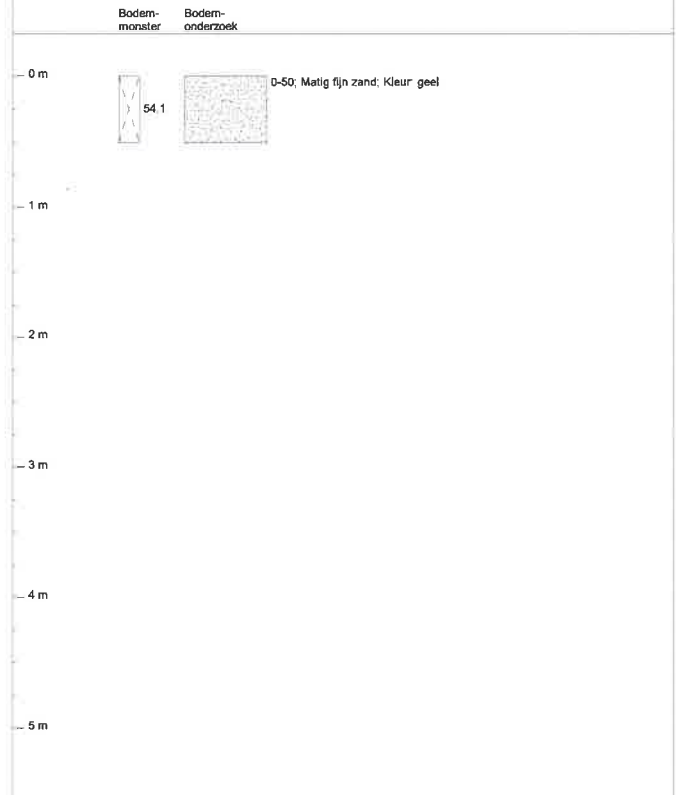 Bodem-
monster
Bodem-
onderzoek
0 m
0-50; Matig fijn zand; Kleur geel
54.1
1 m
2 m
3 m
4 m
5 m